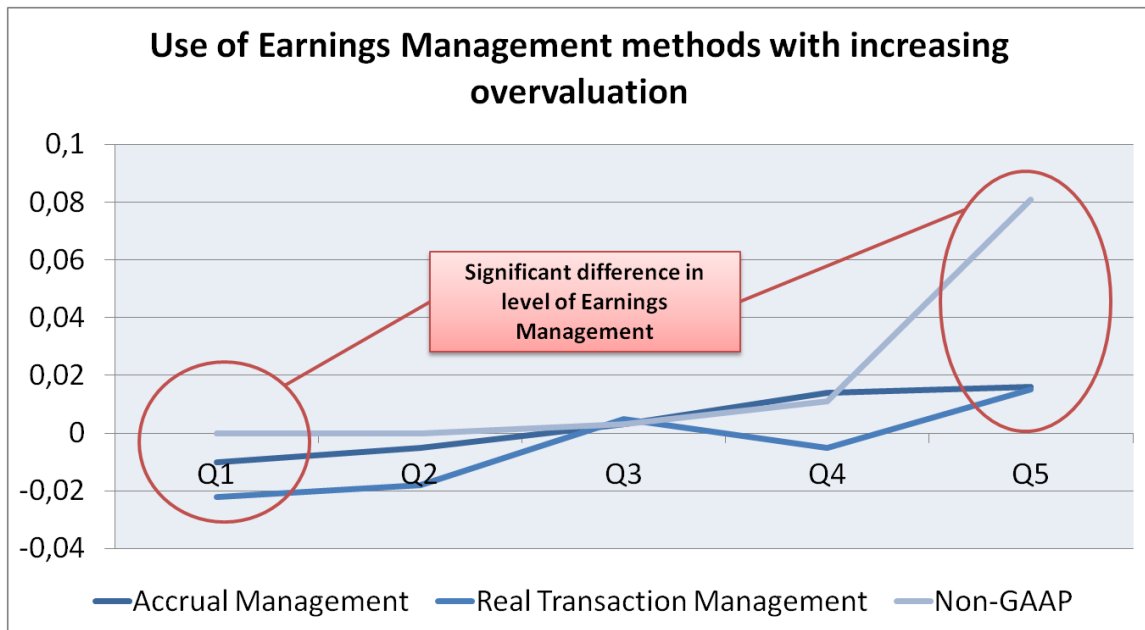 Use of Earnings Management methods with increasing
overvaluation
0,1
0,08
0,06
0,04
0,02
0
-0,02
-0,04
Significant difference in
level of Earnings
Management
Q1 Q2 Q3 Q4 Q5
Accrual Management Real Transaction Management Non-GAAP